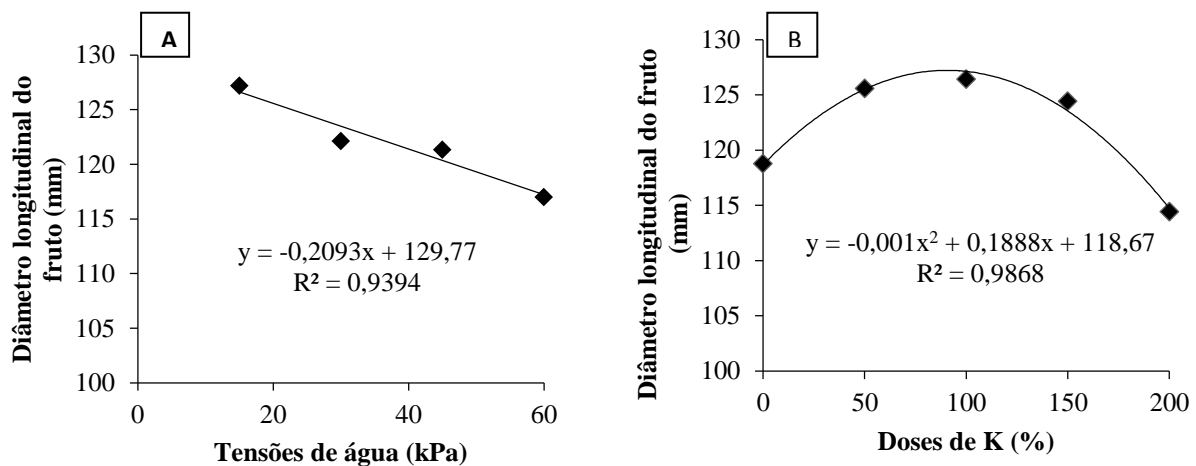 A
130
125
120
115
110
105
100
0
20
40
60
Diâmetro longitudinal do
fruto (mm)
y = -0,2093x + 129,77
R² = 0,9394
Tensões de água (kPa)
B
130
125
120
115
110
105
100
0
50
100
150
200
Diâmetro longitudinal do fruto
(mm)
y = -0,001x² + 0,1888x + 118,67
R² = 0,9868
Doses de K (%)